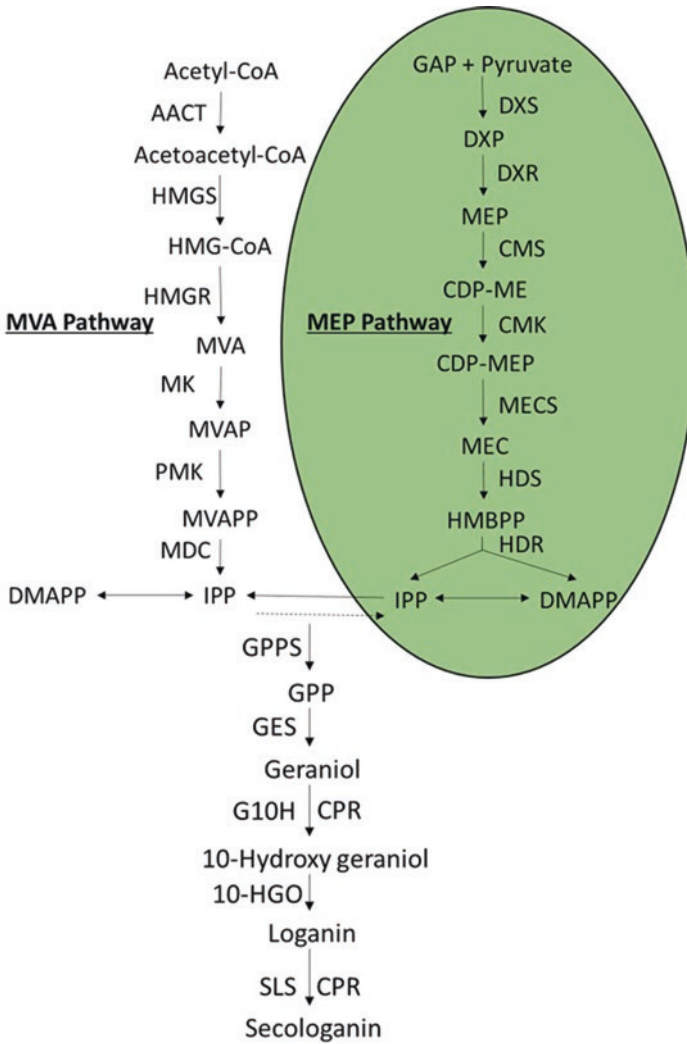 Acetyl-CoA
AACT
Acetoacetyl-CoA
HMGS
HMG-CoA
HMGR
MVA Pathway
MVA
MK
MVAP
PMK
MVAPP
MDC
DMAPP
IPP
GAP + Pyruvate
DXS
DXP
DXR
MEP
CMS
CDP-ME
MEP Pathway
CMK
CDP-MEP
MECS
MEC
HDS
HMBPP
HDR
IPP
DMAPP
GPPS
GPP
GES
Geraniol
G10H CPR
10-Hydroxy geraniol
10-HGO
Loganin
SLS CPR
Secologanin